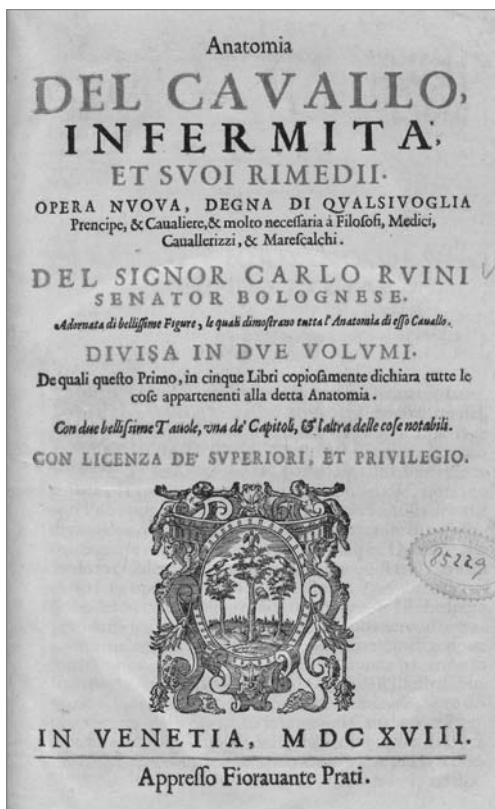 Anatomia
DEL CAVALLO,
INFERMITA,
ET SVOI RIMEDII.
OPERA NVOVA, DEGNA DI QVALSIVOGLIA
Prencipe, & Caualiere, & molto neceſſaria à Filoſofi, Medici,
Cauallerizzi, & Mareſcalchi.
DEL SIGNOR CARLO RVINI
SENATOR BOLOGNESE.
Adornata di belliſſime Figure, le quali dimoſtrano tutta l'Anatomia di eſſo Cauallo.
DIVISA IN DVE VOLVMI.
De quali queſto Primo, in cinque Libri copioſamente dichiara tutte le
coſe appartenenti alla detta Anatomia.
Con due belliſſime Tauole, vna de' Capitoli, & l'altra delle coſe notabili.
CON LICENZA DE' SVPERIORI, ET PRIVILEGIO.
85229
IN VENETIA, M DC XVIII.
Appreſſo Fiorauante Prati.